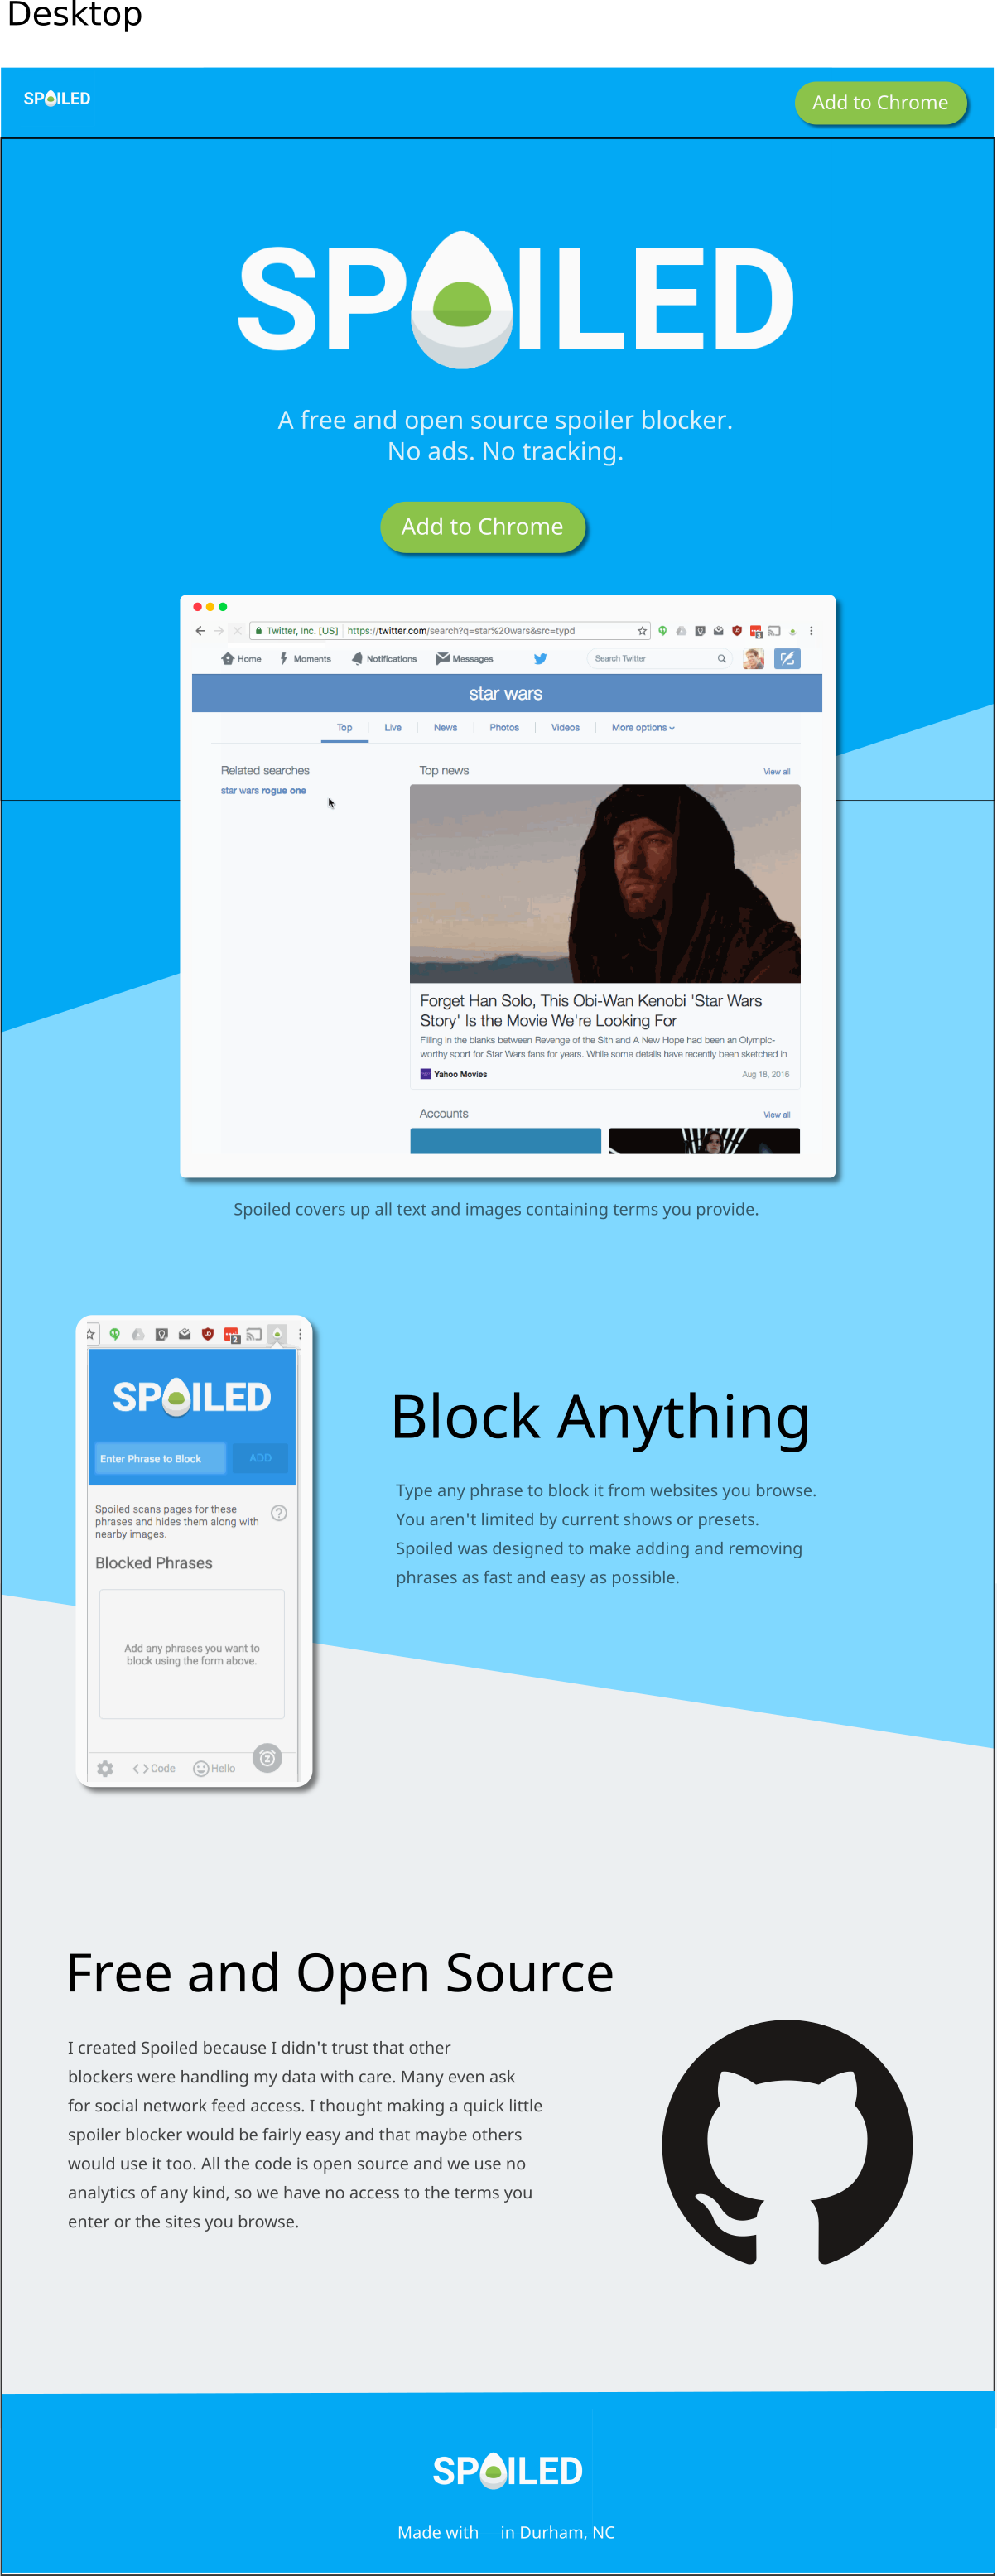 Desktop
SPOILED
Add to Chrome
SPOILED
A free and open source spoiler blocker.
No ads. No tracking.
Add to Chrome
Twitter, Inc. [US] https://twitter.com/search?q=star%20wars&src=typd
Home Moments Notifications Messages Search Twitter
star wars
Top Live News Photos Videos More options
Related searches
star wars rogue one
Top news View all
Forget Han Solo, This Obi-Wan Kenobi 'Star Wars
Story' Is the Movie We're Looking For
Filling in the blanks between Revenge of the Sith and A New Hope had been an Olympic-
worthy sport for Star Wars fans for years. While some details have recently been sketched in
Yahoo Movies Aug 18, 2016
Accounts View all
Spoiled covers up all text and images containing terms you provide.
2
SPOILED
Enter Phrase to Block ADD
Spoiled scans pages for these
phrases and hides them along with
nearby images.
Blocked Phrases
Add any phrases you want to
block using the form above.
Code Hello
Block Anything
Type any phrase to block it from websites you browse.
You aren't limited by current shows or presets.
Spoiled was designed to make adding and removing
phrases as fast and easy as possible.
Free and Open Source
I created Spoiled because I didn't trust that other
blockers were handling my data with care. Many even ask
for social network feed access. I thought making a quick little
spoiler blocker would be fairly easy and that maybe others
would use it too. All the code is open source and we use no
analytics of any kind, so we have no access to the terms you
enter or the sites you browse.
SPOILED
Made with in Durham, NC